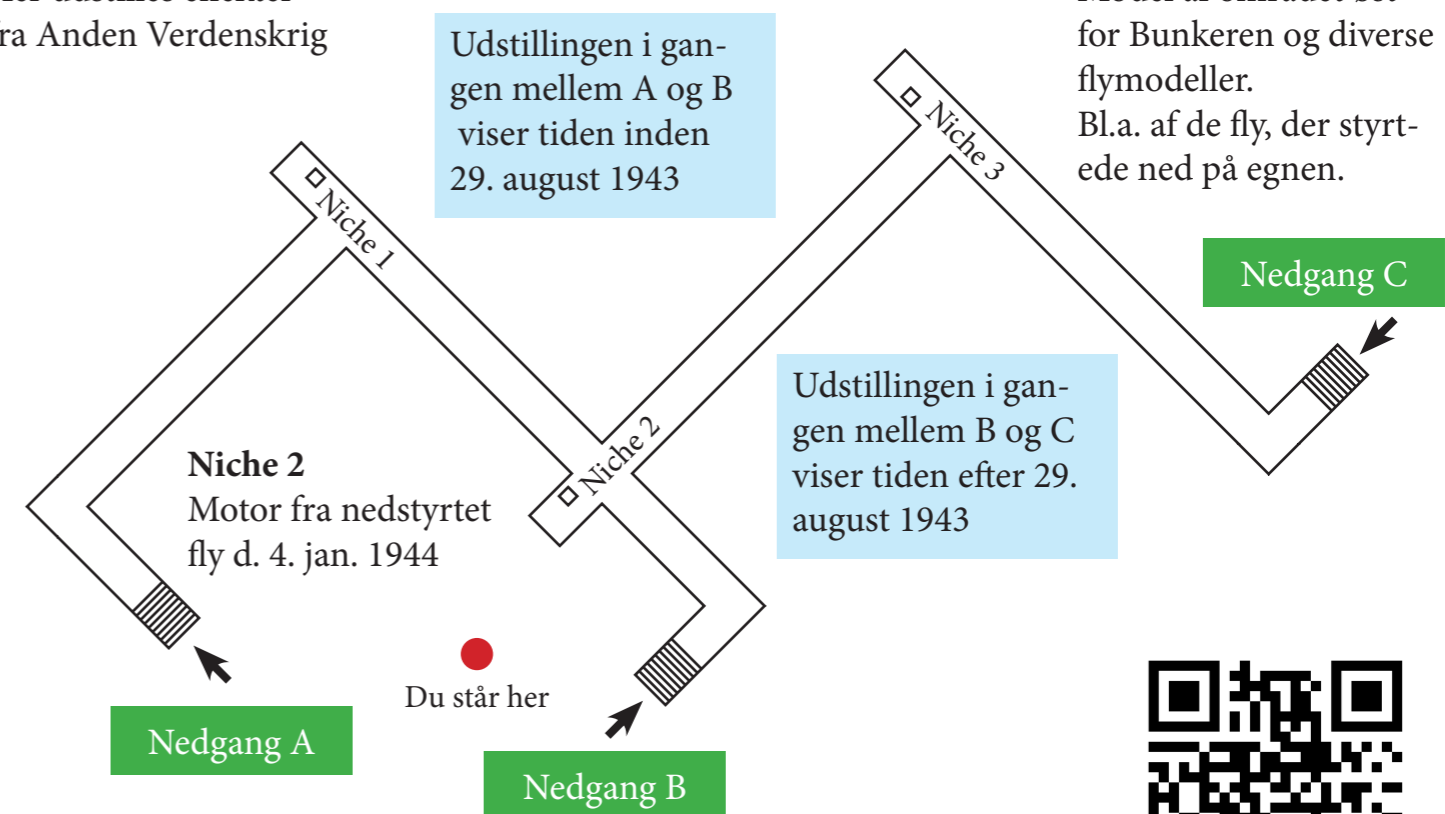 fra Anden Verdenskrig
Udstillingen i gan-
gen mellem A og B
viser tiden inden
29. august 1943
for Bunkeren og diverse
flymodeller.
Bl.a. af de fly, der styrt-
ede ned på egnen.
Niche 1
Niche 3
Nedgang C
Udstillingen i gan-
gen mellem B og C
viser tiden efter 29.
august 1943
Niche 2
Niche 2
Motor fra nedstyrtet
fly d. 4. jan. 1944
Du står her
Nedgang A
Nedgang B